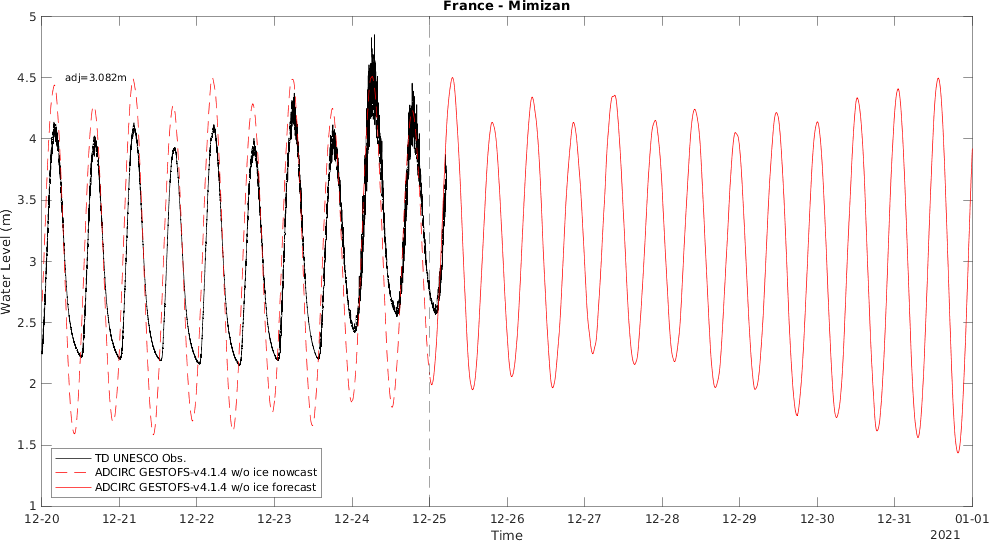 France - Mimizan
adj=3.082m
Water Level (m)
5
4.5
4
3.5
3
2.5
2
1.5
1
TD UNESCO Obs.
ADCIRC GESTOFS-v4.1.4 w/o ice nowcast
ADCIRC GESTOFS-v4.1.4 w/o ice forecast
12-20 12-21 12-22 12-23 12-24 12-25 12-26 12-27 12-28 12-29 12-30 12-31 01-01
Time
2021